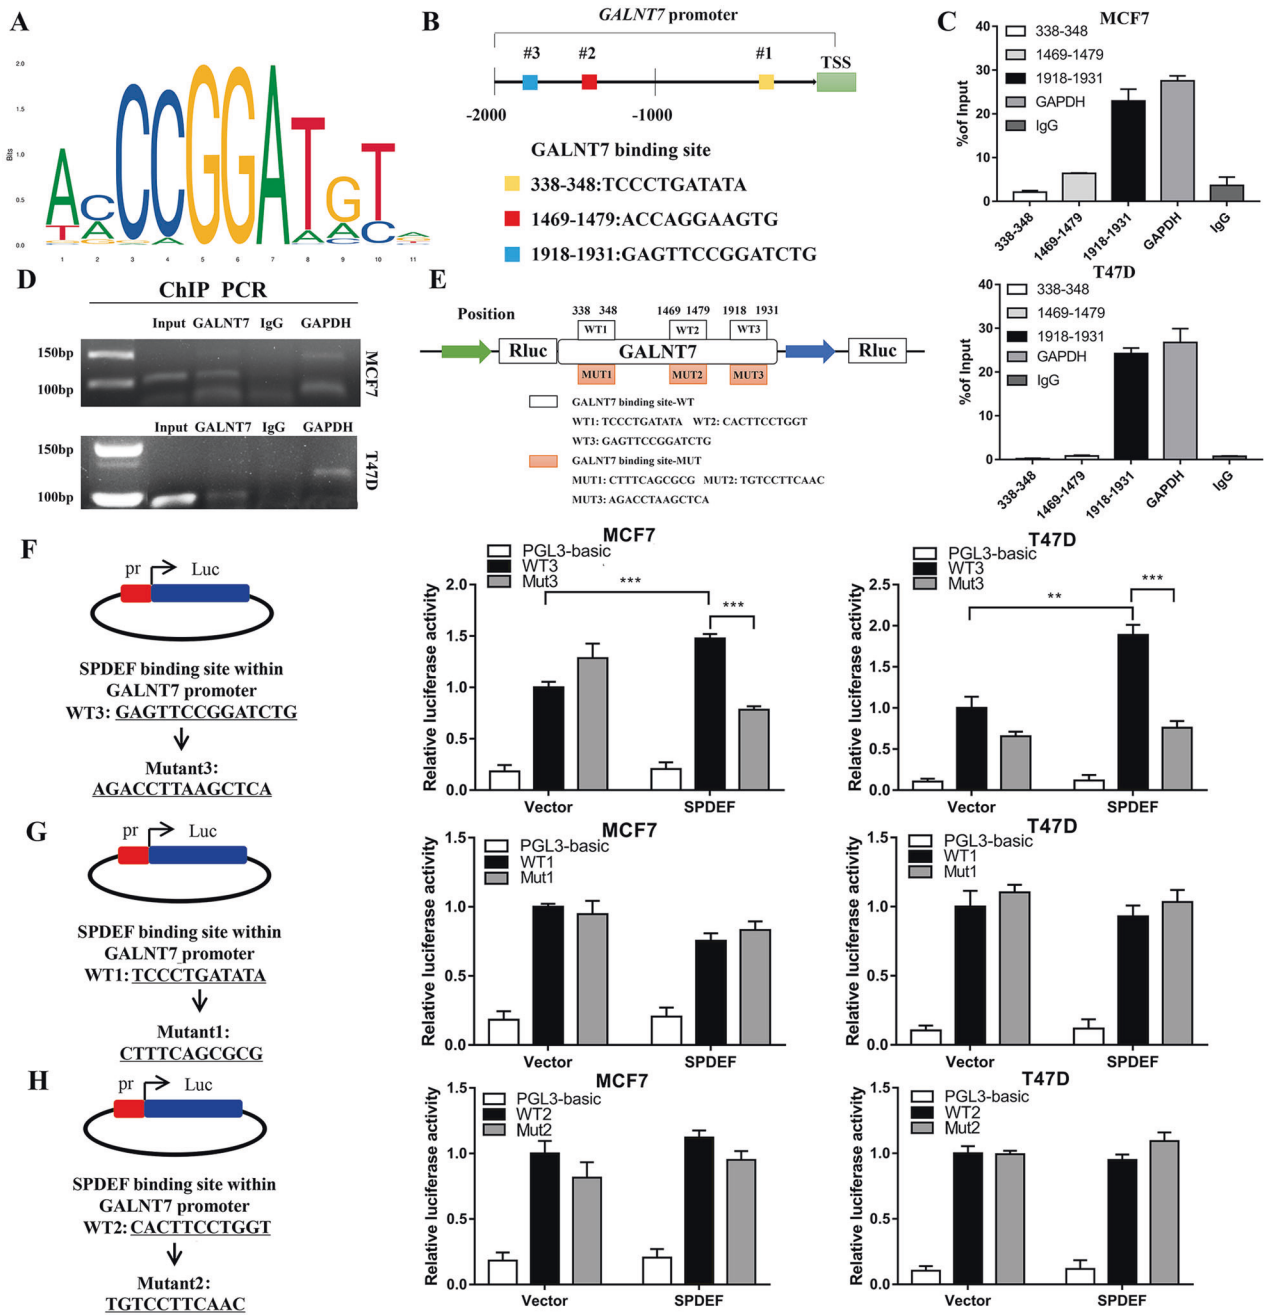 A
Bits
2.0
1.5
1.0
0.5
0.0
1 2 3 4 5 6 7 8 9 10 11
B
GALNT7 promoter
#3 #2 #1
TSS
-2000 -1000
GALNT7 binding site
338-348:TCCCTGATATA
1469-1479:ACCAGGAAGTG
1918-1931:GAGTTCCGGATCTG
C
MCF7
%of Input
40
30
20
10
0
338-348
1469-1479
1918-1931
GAPDH
IgG
338-348 1469-1479 1918-1931 GAPDH IgG
T47D
%of Input
40
30
20
10
0
338-348
1469-1479
1918-1931
GAPDH
IgG
338-348 1469-1479 1918-1931 GAPDH IgG
D
ChIP PCR
Input GALNT7 IgG GAPDH
150bp
100bp
MCF7
Input GALNT7 IgG GAPDH
150bp
100bp
T47D
E
Position
338 348 1469 1479 1918 1931
WT1 WT2 WT3
Rluc GALNT7 Rluc
MUT1 MUT2 MUT3
GALNT7 binding site-WT
WT1: TCCCTGATATA WT2: CACTTCCTGGT
WT3: GAGTTCCGGATCTG
GALNT7 binding site-MUT
MUT1: CTTTCAGCGCG MUT2: TGTCCTTCAAC
MUT3: AGACCTAAGCTCA
F
pr Luc
SPDEF binding site within
GALNT7 promoter
WT3: GAGTTCCGGATCTG
Mutant3:
AGACCTTAAGCTCA
MCF7
PGL3-basic
WT3
Mut3
Relative luciferase activity
2.0
1.5
1.0
0.5
0.0
***
***
Vector SPDEF
T47D
PGL3-basic
WT3
Mut3
Relative luciferase activity
2.5
2.0
1.5
1.0
0.5
0.0
**
***
Vector SPDEF
G
pr Luc
SPDEF binding site within
GALNT7 promoter
WT1: TCCCTGATATA
Mutant1:
CTTTCAGCGCG
MCF7
PGL3-basic
WT1
Mut1
Relative luciferase activity
1.5
1.0
0.5
0.0
Vector SPDEF
T47D
PGL3-basic
WT1
Mut1
Relative luciferase activity
1.5
1.0
0.5
0.0
Vector SPDEF
H
pr Luc
SPDEF binding site within
GALNT7 promoter
WT2: CACTTCCTGGT
Mutant2:
TGTCCTTCAAC
MCF7
PGL3-basic
WT2
Mut2
Relative luciferase activity
1.5
1.0
0.5
0.0
Vector SPDEF
T47D
PGL3-basic
WT2
Mut2
Relative luciferase activity
1.5
1.0
0.5
0.0
Vector SPDEF